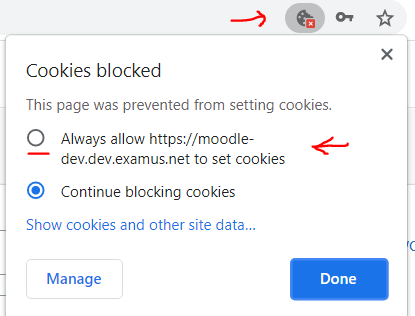 Cookies blocked
This page was prevented from setting cookies.
Always allow https://moodle-
dev.dev.examus.net to set cookies
Continue blocking cookies
Show cookies and other site data...
Manage
Done